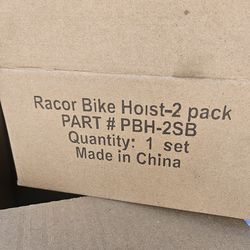 Racor Bike Hoist-2 pack
PART # PBH-2SB
Quantity: 1 set
Made in China